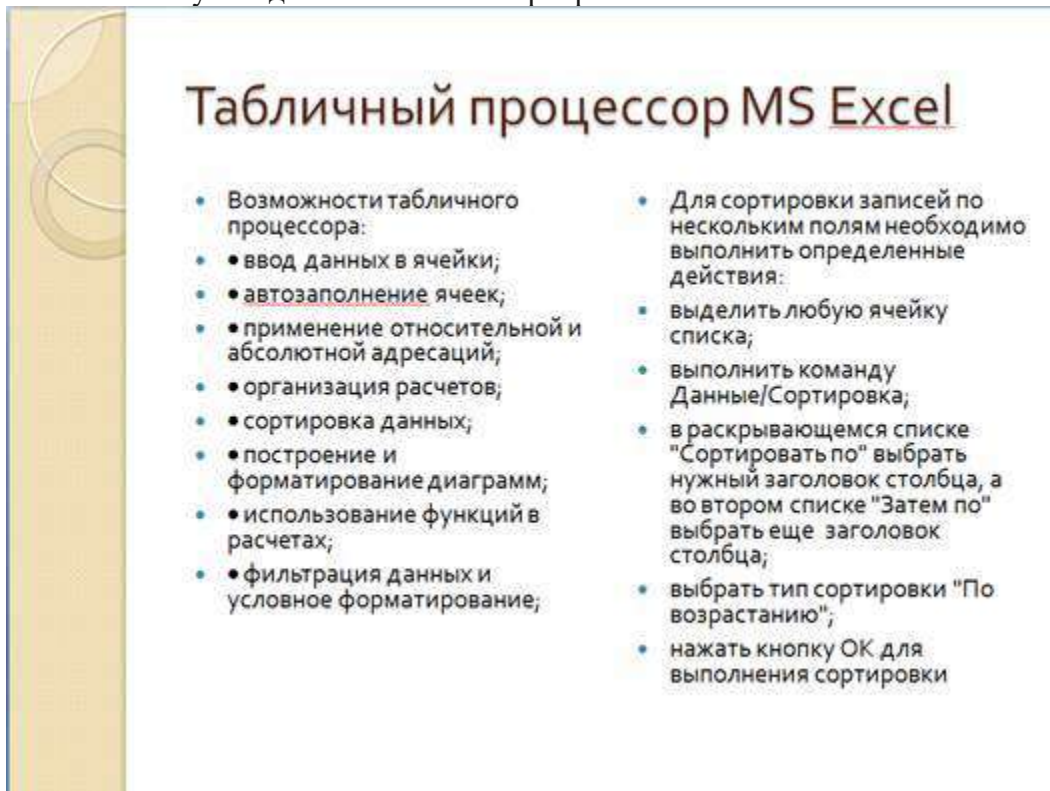 Табличный процессор MS Excel
• Возможности табличного
процессора:
• • ввод данных в ячейки;
• • автозаполнение ячеек;
• • применение относительной и
абсолютной адресаций;
• • организация расчетов;
• • сортировка данных;
• • построение и
форматирование диаграмм;
• • использование функций в
расчетах;
• • фильтрация данных и
условное форматирование;
• Для сортировки записей по
нескольким полям необходимо
выполнить определенные
действия:
• выделить любую ячейку
списка;
• выполнить команду
Данные/Сортировка;
• в раскрывающемся списке
"Сортировать по" выбрать
нужный заголовок столбца, а
во втором списке "Затем по"
выбрать еще заголовок
столбца;
• выбрать тип сортировки "По
возрастанию";
• нажать кнопку ОК для
выполнения сортировки